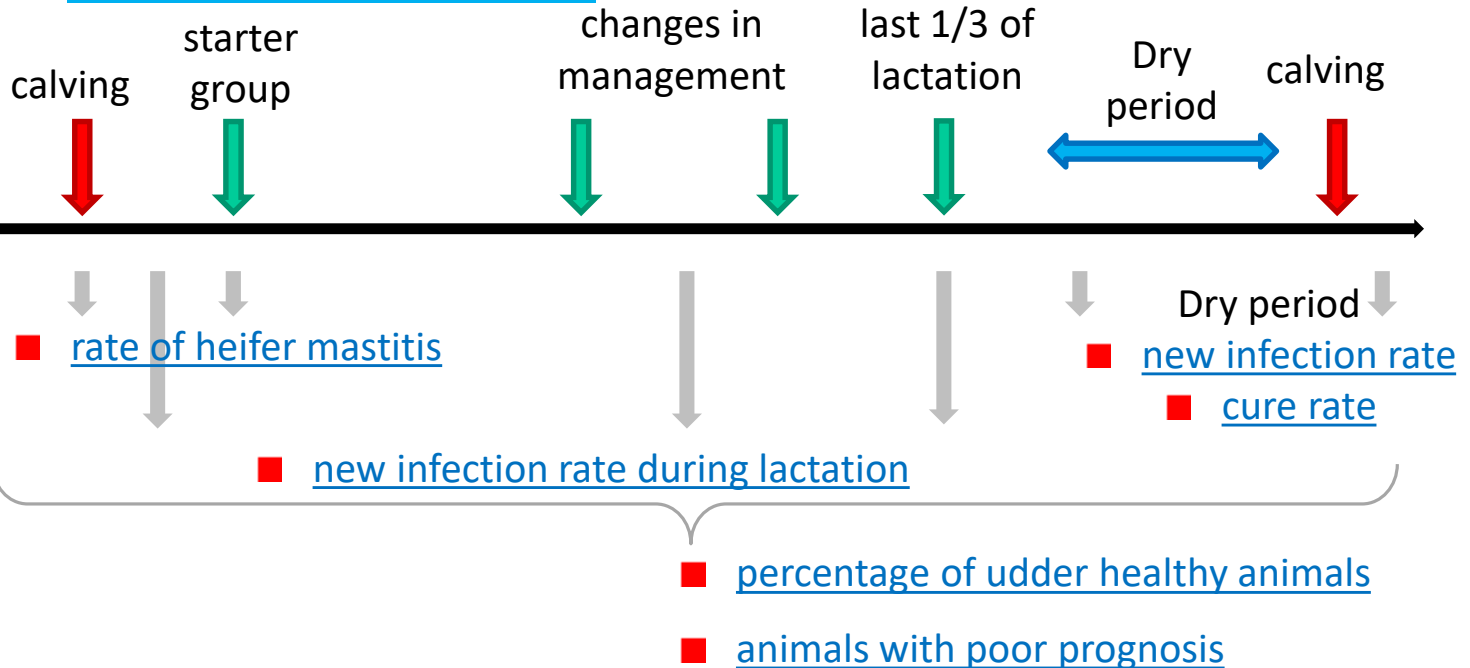 calving
starter
group
changes in
management
last 1/3 of
lactation
Dry
period
calving
rate of heifer mastitis
Dry period
new infection rate
cure rate
new infection rate during lactation
percentage of udder healthy animals
animals with poor prognosis